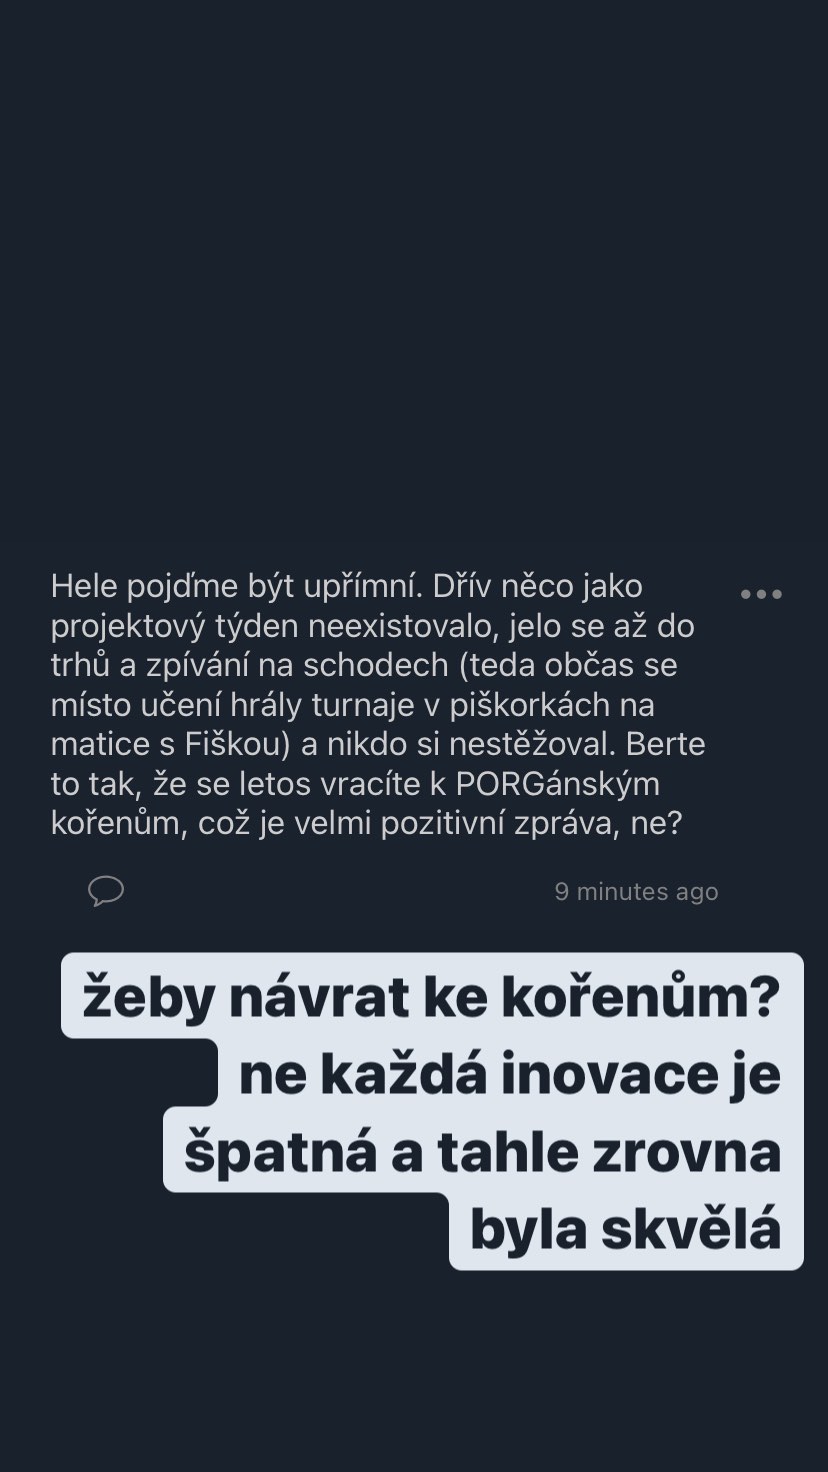 Hele pojďme být upřímní. Dřív něco jako
projektový týden neexistovalo, jelo se až do
trhů a zpívání na schodech (teda občas se
místo učení hrály turnaje v piškorkách na
matice s Fiškou) a nikdo si nestěžoval. Berte
to tak, že se letos vracíte k PORGánským
kořenům, což je velmi pozitivní zpráva, ne?
9 minutes ago
žeby návrat ke kořenům?
ne každá inovace je
špatná a tahle zrovna
byla skvělá